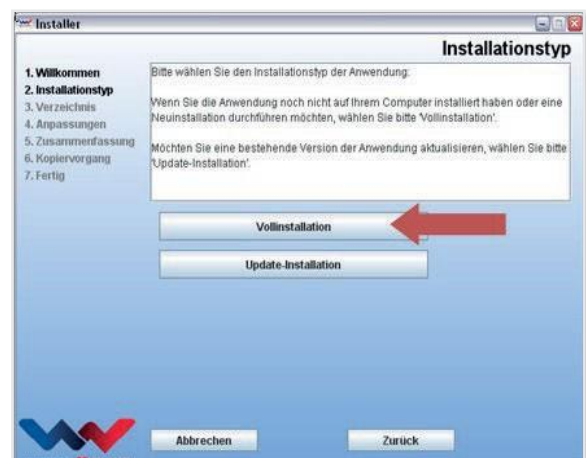 Installer
Installationstyp
1. Willkommen
2. Installationstyp
3. Verzeichnis
4. Anpassungen
5. Zusammenfassung
6. Kopiervorgang
7. Fertig
Bitte wählen Sie den Installationstyp der Anwendung:
Wenn Sie die Anwendung noch nicht auf Ihrem Computer installiert haben oder eine
Neuinstallation durchführen möchten, wählen Sie bitte 'Vollinstallation'.
Möchten Sie eine bestehende Version der Anwendung aktualisieren, wählen Sie bitte
'Update-Installation'.
Vollinstallation
Update-Installation
Abbrechen
Zurück